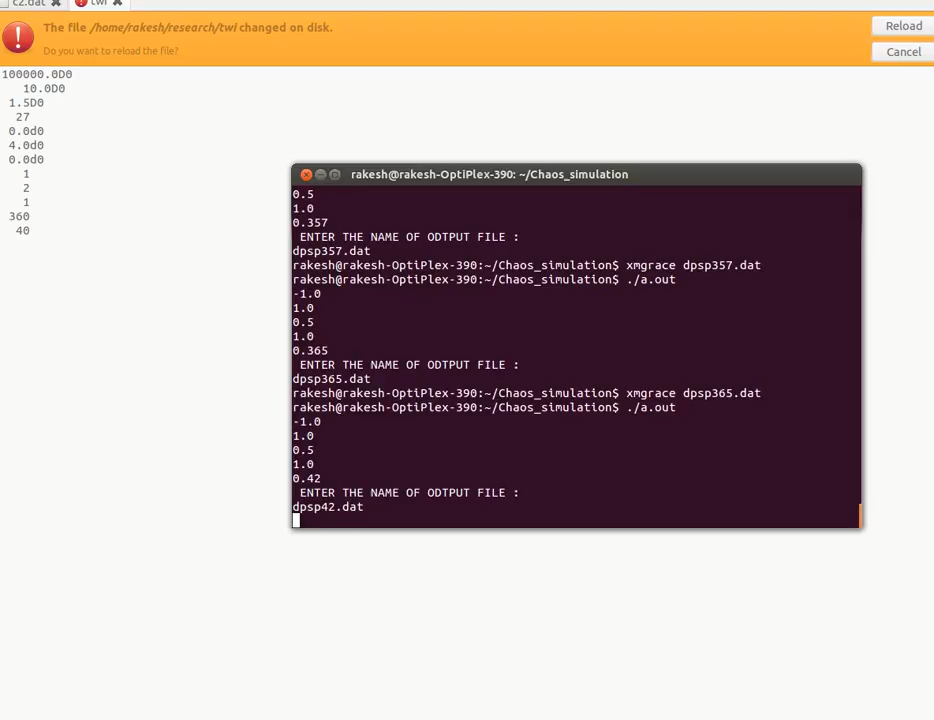 c2.dat
twi
The file /home/rakesh/research/twi changed on disk.
Do you want to reload the file?
Reload
Cancel
100000.0D0
10.0D0
1.5D0
27
0.0d0
4.0d0
0.0d0
1
2
1
360
40
rakesh@rakesh-OptiPlex-390: ~/Chaos_simulation
0.5
1.0
0.357
ENTER THE NAME OF ODTPUT FILE :
dpsp357.dat
rakesh@rakesh-OptiPlex-390:~/Chaos_simulation$ xmgrace dpsp357.dat
rakesh@rakesh-OptiPlex-390:~/Chaos_simulation$ ./a.out
-1.0
1.0
0.5
1.0
0.365
ENTER THE NAME OF ODTPUT FILE :
dpsp365.dat
rakesh@rakesh-OptiPlex-390:~/Chaos_simulation$ xmgrace dpsp365.dat
rakesh@rakesh-OptiPlex-390:~/Chaos_simulation$ ./a.out
-1.0
1.0
0.5
1.0
0.42
ENTER THE NAME OF ODTPUT FILE :
dpsp42.dat